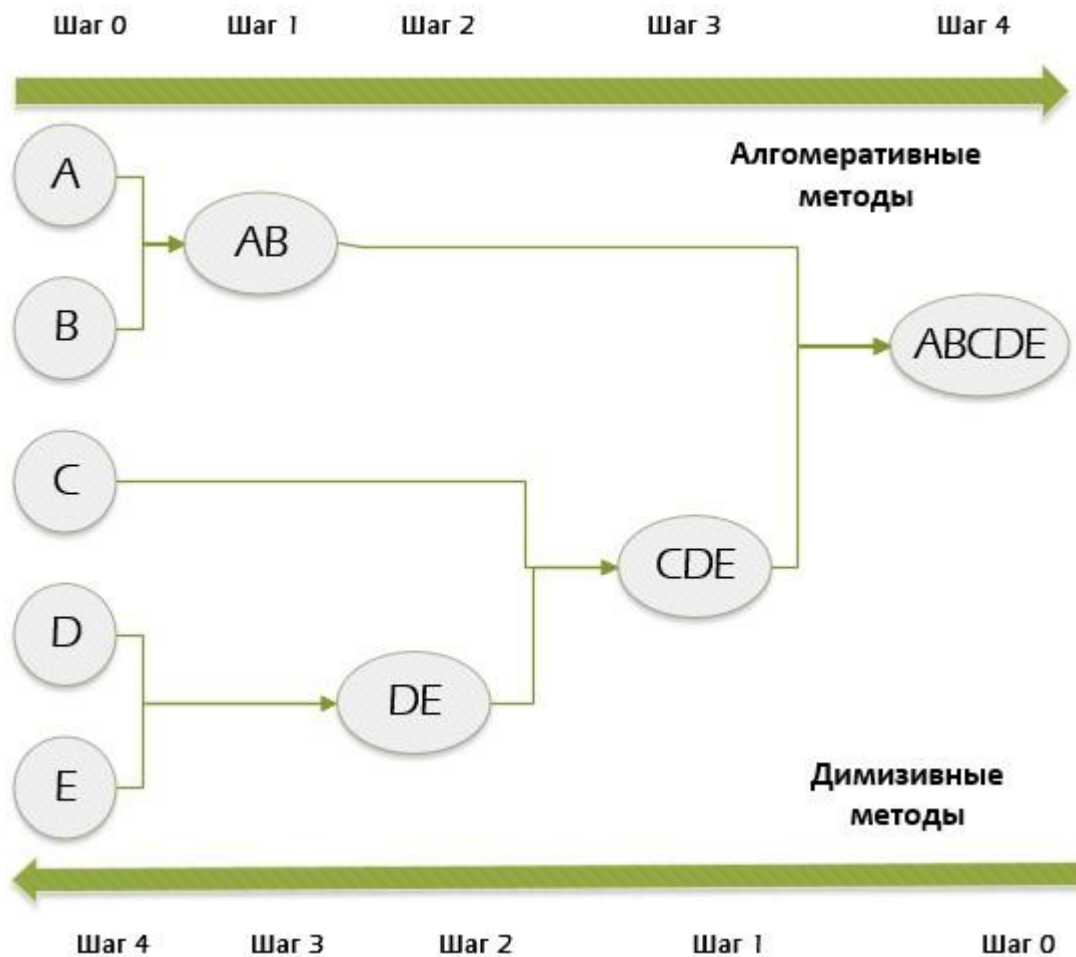 Шаг 0 Шаг 1 Шаг 2 Шаг 3 Шаг 4
Алгомеративные
методы
A
AB
B
ABCDE
C
CDE
D
DE
E
Димизивные
методы
Шаг 4 Шаг 3 Шаг 2 Шаг 1 Шаг 0